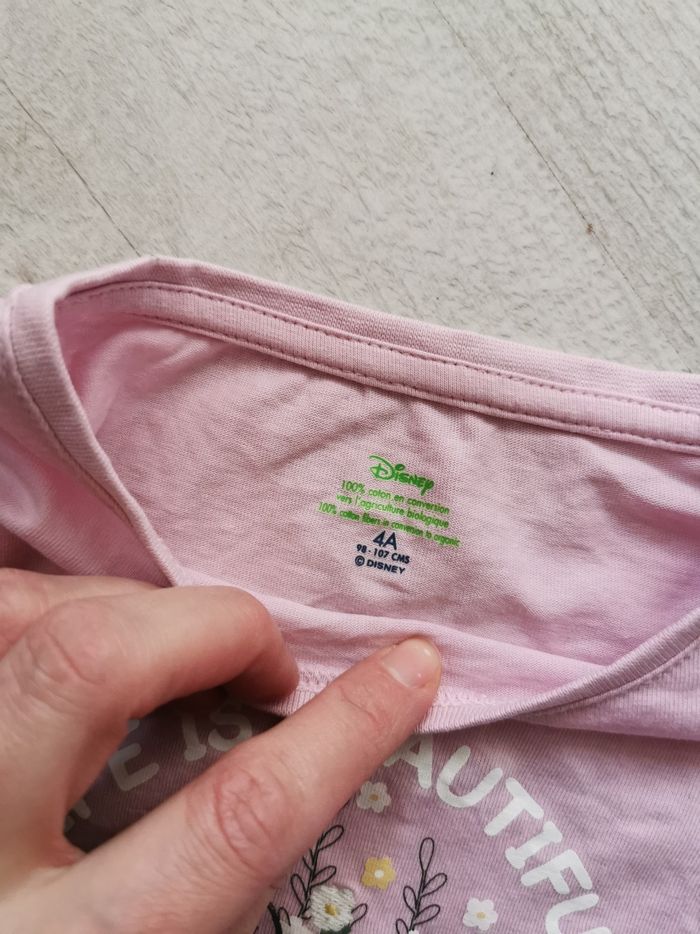 Disney
100% coton en conversion
vers l'agriculture biologique
100% cotton fibers in conversion to organic
4A
98 - 107 CMS
© DISNEY
IS